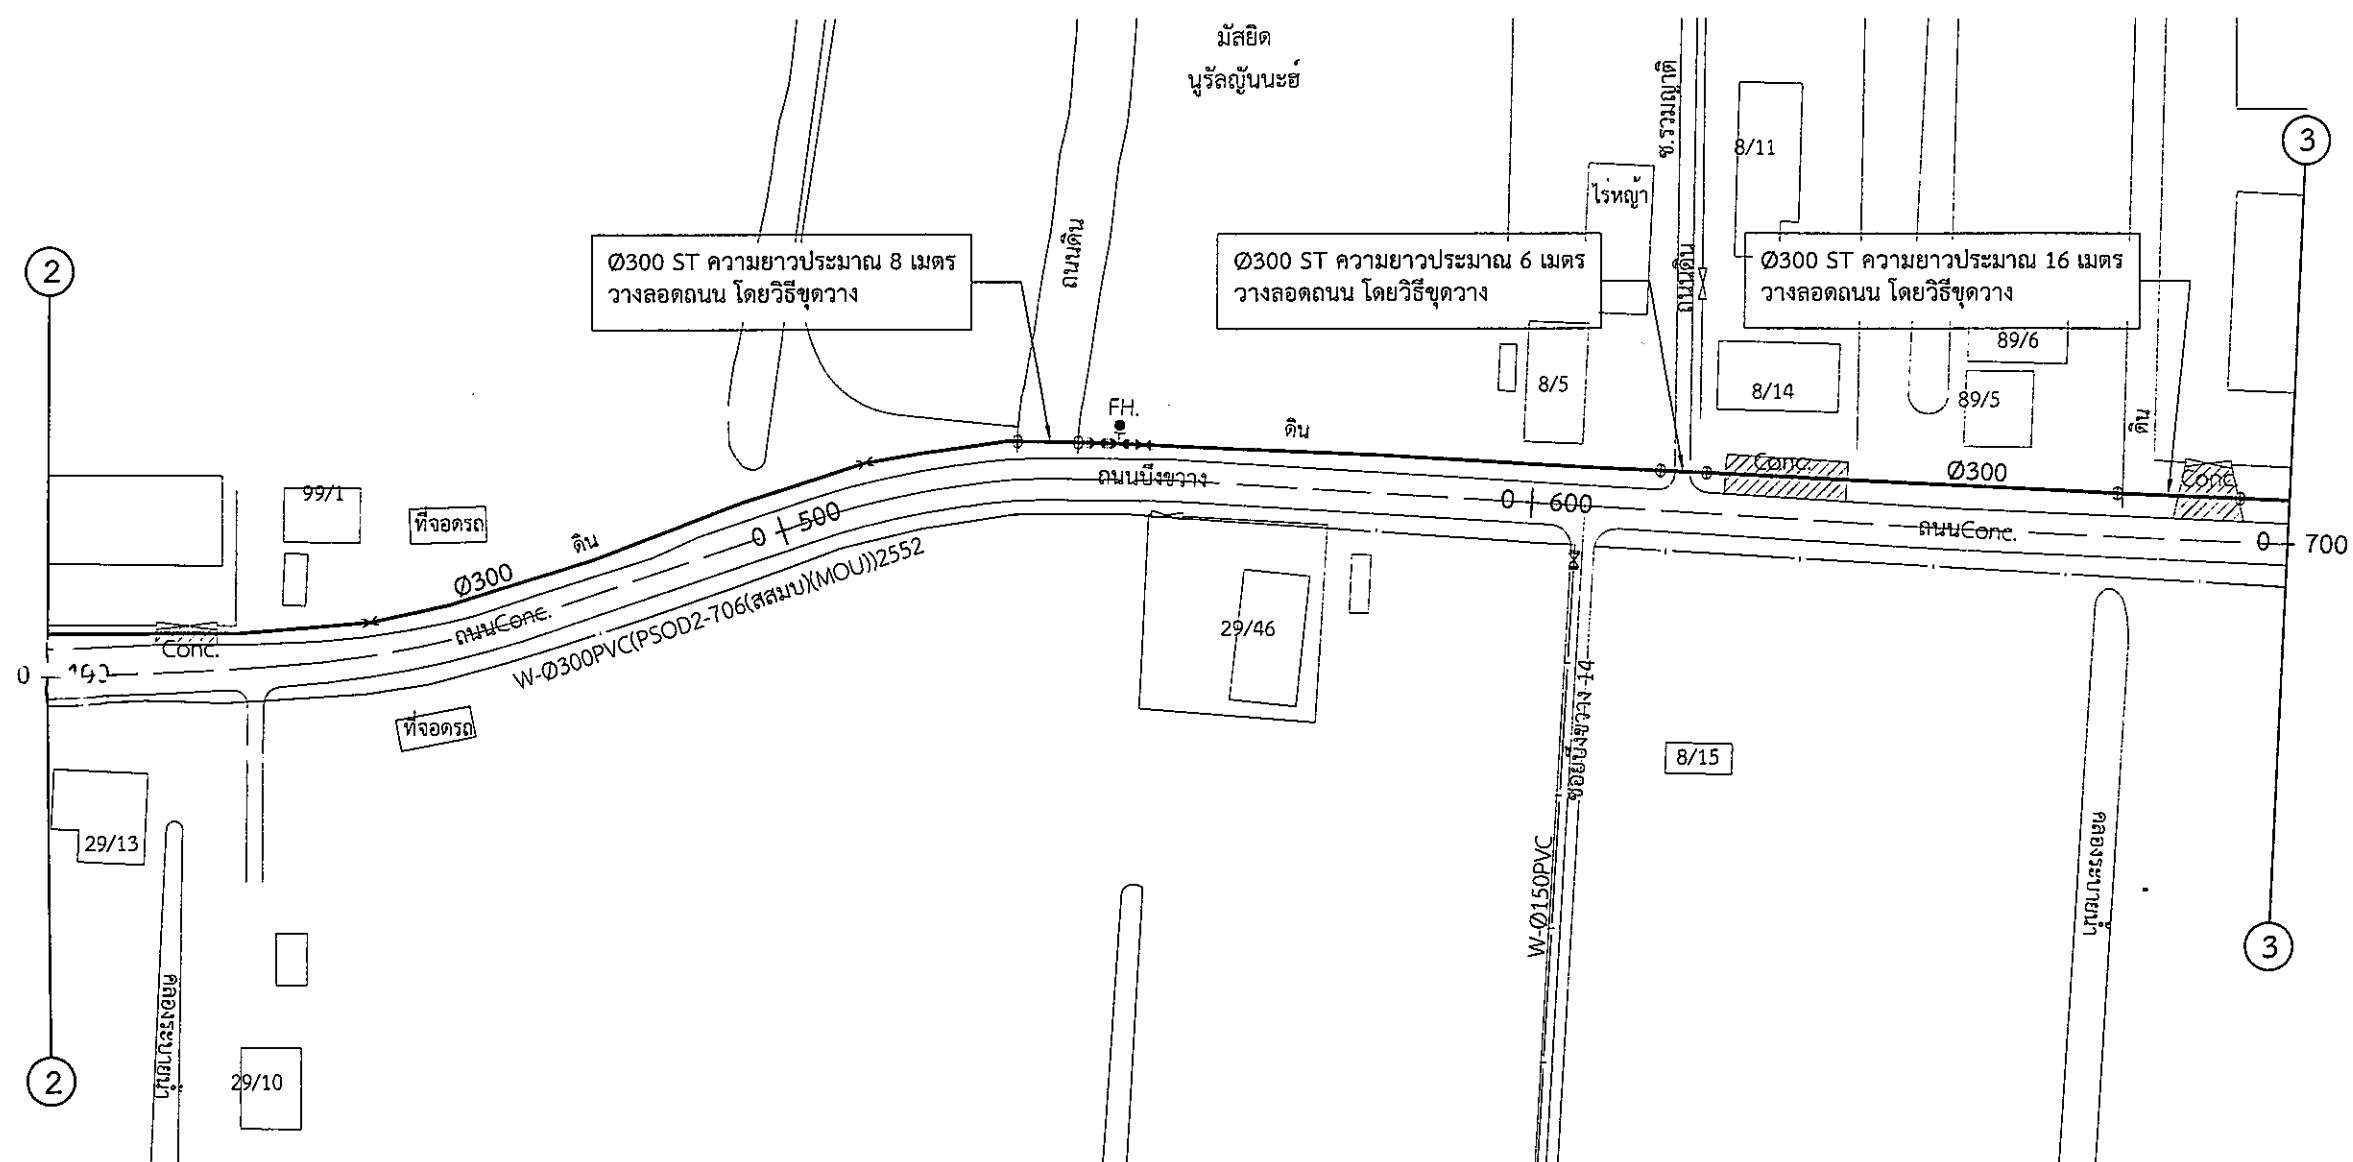 มัสยิด
นูรัลญันนะฮ์
ซ.รวมญาติ
8/11
3
ไร่หญ้า
2
Ø300 ST ความยาวประมาณ 8 เมตร
วางลอดถนน โดยวิธีขุดวาง
ถนนดิน
Ø300 ST ความยาวประมาณ 6 เมตร
วางลอดถนน โดยวิธีขุดวาง
ถนนดิน
Ø300 ST ความยาวประมาณ 16 เมตร
วางลอดถนน โดยวิธีขุดวาง
89/6
8/5
8/14
89/5
FH.
ดิน
ดิน
ถนนบึงขวาง
Conc.
Ø300
Conc.
99/1
ที่จอดรถ
0 500
0 600
ถนนConc.
0 700
ดิน
Ø300
ถนนConc.
W-Ø300PVC(PSOD2-706(สสมบ)(MOU))2552
Conc.
0
29/46
ซอยบึงขวาง 14
ที่จอดรถ
8/15
29/13
W-Ø150PVC
คลองระบายน้ำ
3
คลองระบายน้ำ
2
29/10